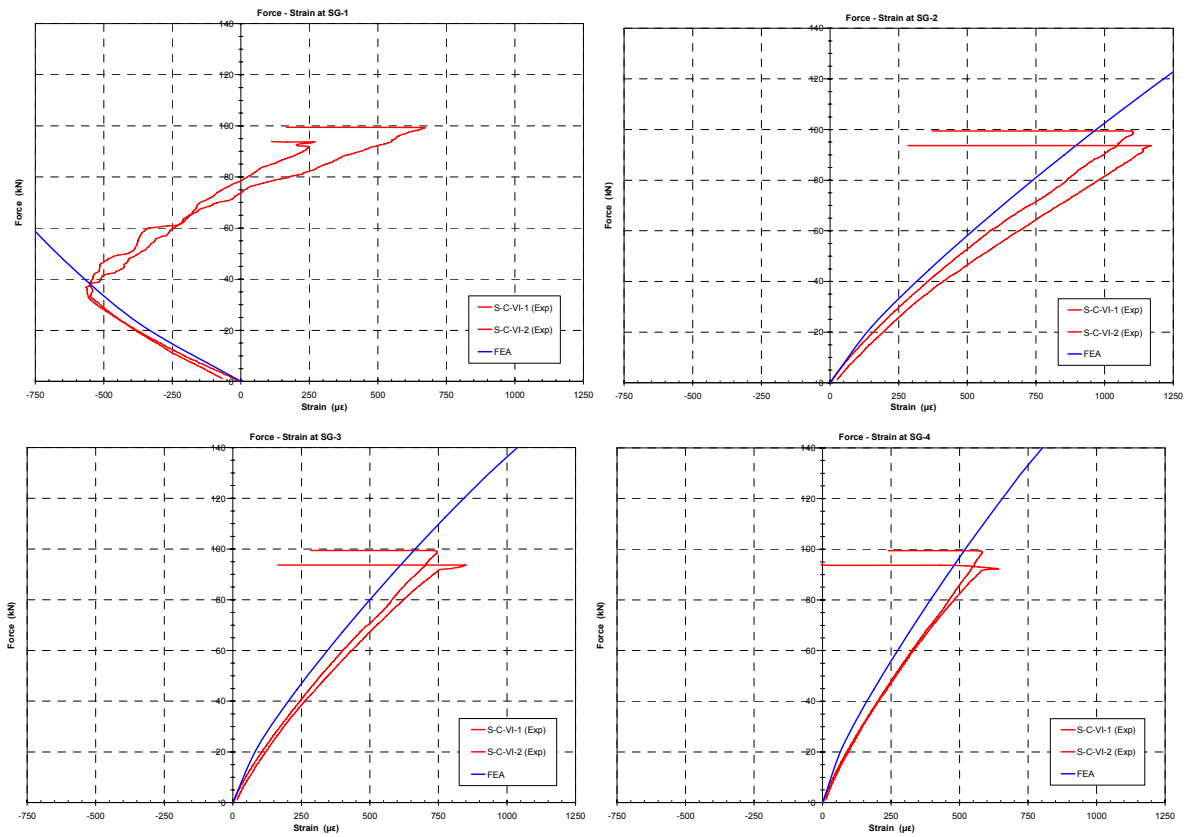 Force - Strain at SG-1
140
120
100
80
60
40
20
0
Force (kN)
-750 -500 -250 0 250 500 750 1000 1250
Strain (µε)
S-C-VI-1 (Exp)
S-C-VI-2 (Exp)
FEA
Force - Strain at SG-2
140
120
100
80
60
40
20
0
Force (kN)
-750 -500 -250 0 250 500 750 1000 1250
Strain (µε)
S-C-VI-1 (Exp)
S-C-VI-2 (Exp)
FEA
Force - Strain at SG-3
140
120
100
80
60
40
20
0
Force (kN)
-750 -500 -250 0 250 500 750 1000 1250
Strain (µε)
S-C-VI-1 (Exp)
S-C-VI-2 (Exp)
FEA
Force - Strain at SG-4
140
120
100
80
60
40
20
0
Force (kN)
-750 -500 -250 0 250 500 750 1000 1250
Strain (µε)
S-C-VI-1 (Exp)
S-C-VI-2 (Exp)
FEA